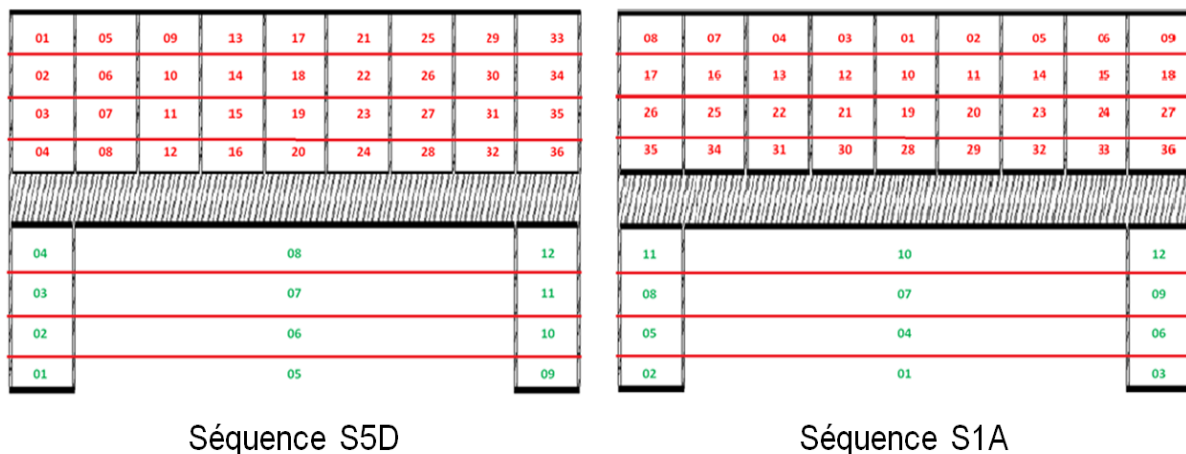 01 05 09 13 17 21 25 29 33
02 06 10 14 18 22 26 30 34
03 07 11 15 19 23 27 31 35
04 08 12 16 20 24 28 32 36
04 08 12
03 07 11
02 06 10
01 05 09
Séquence S5D
08 07 04 03 01 02 05 06 09
17 16 13 12 10 11 14 15 18
26 25 22 21 19 20 23 24 27
35 34 31 30 28 29 32 33 36
11 10 12
08 07 09
05 04 06
02 01 03
Séquence S1A